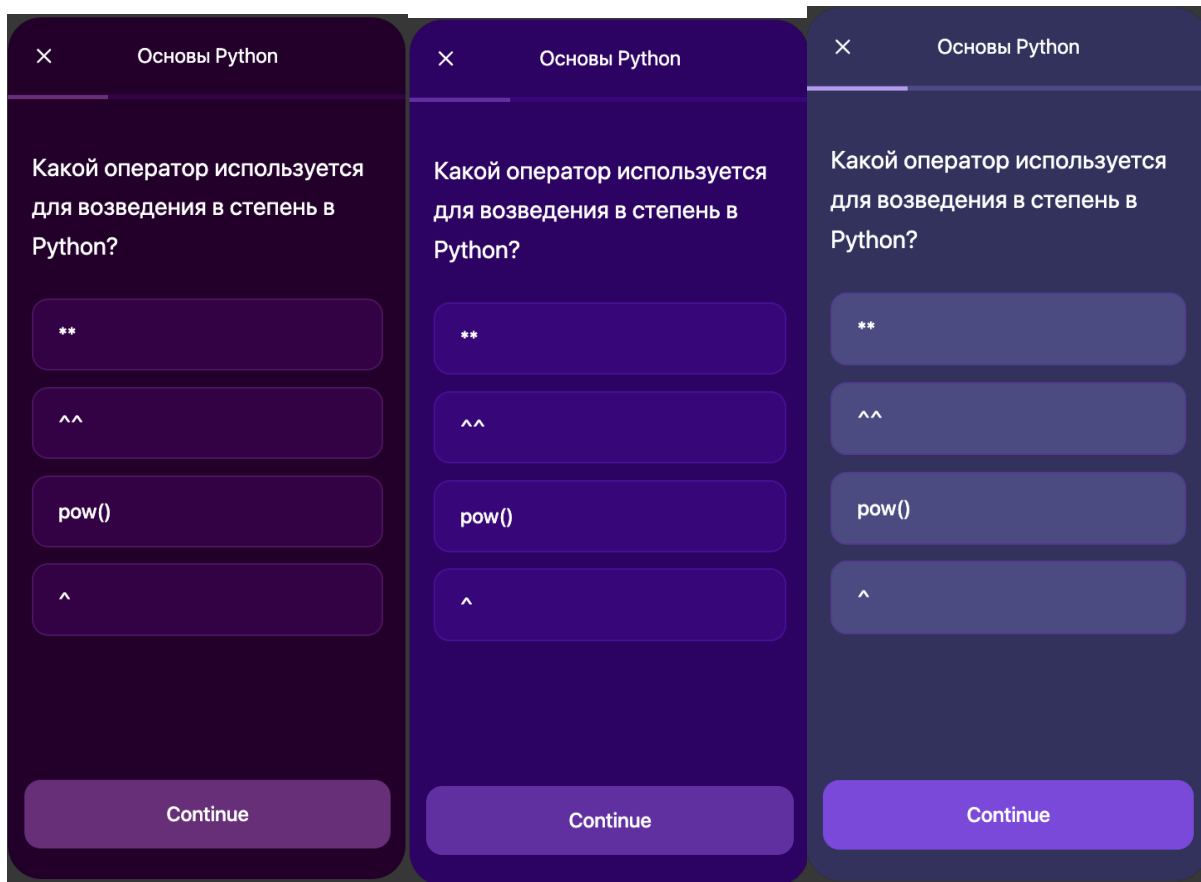 Основы Python
Какой оператор используется
для возведения в степень в
Python?
**
^^
pow()
^
Continue
Основы Python
Какой оператор используется
для возведения в степень в
Python?
**
^^
pow()
^
Continue
Основы Python
Какой оператор используется
для возведения в степень в
Python?
**
^^
pow()
^
Continue